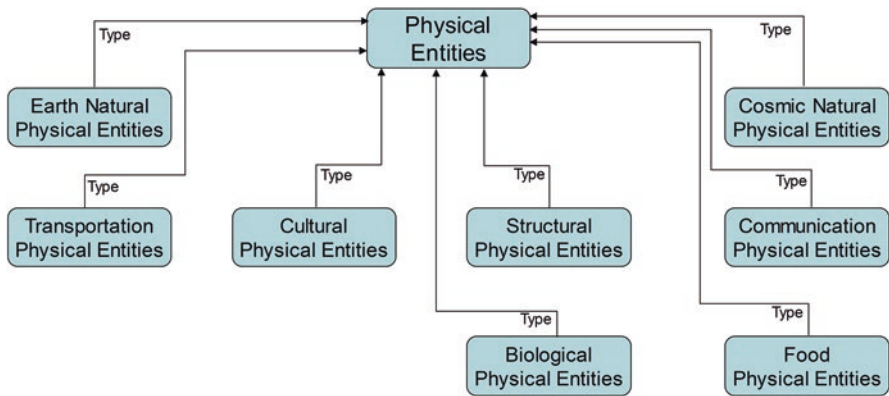 Physical
Entities
Type
Type
Earth Natural
Physical Entities
Cosmic Natural
Physical Entities
Type
Type
Type
Type
Transportation
Physical Entities
Cultural
Physical Entities
Structural
Physical Entities
Communication
Physical Entities
Type
Type
Biological
Physical Entities
Food
Physical Entities